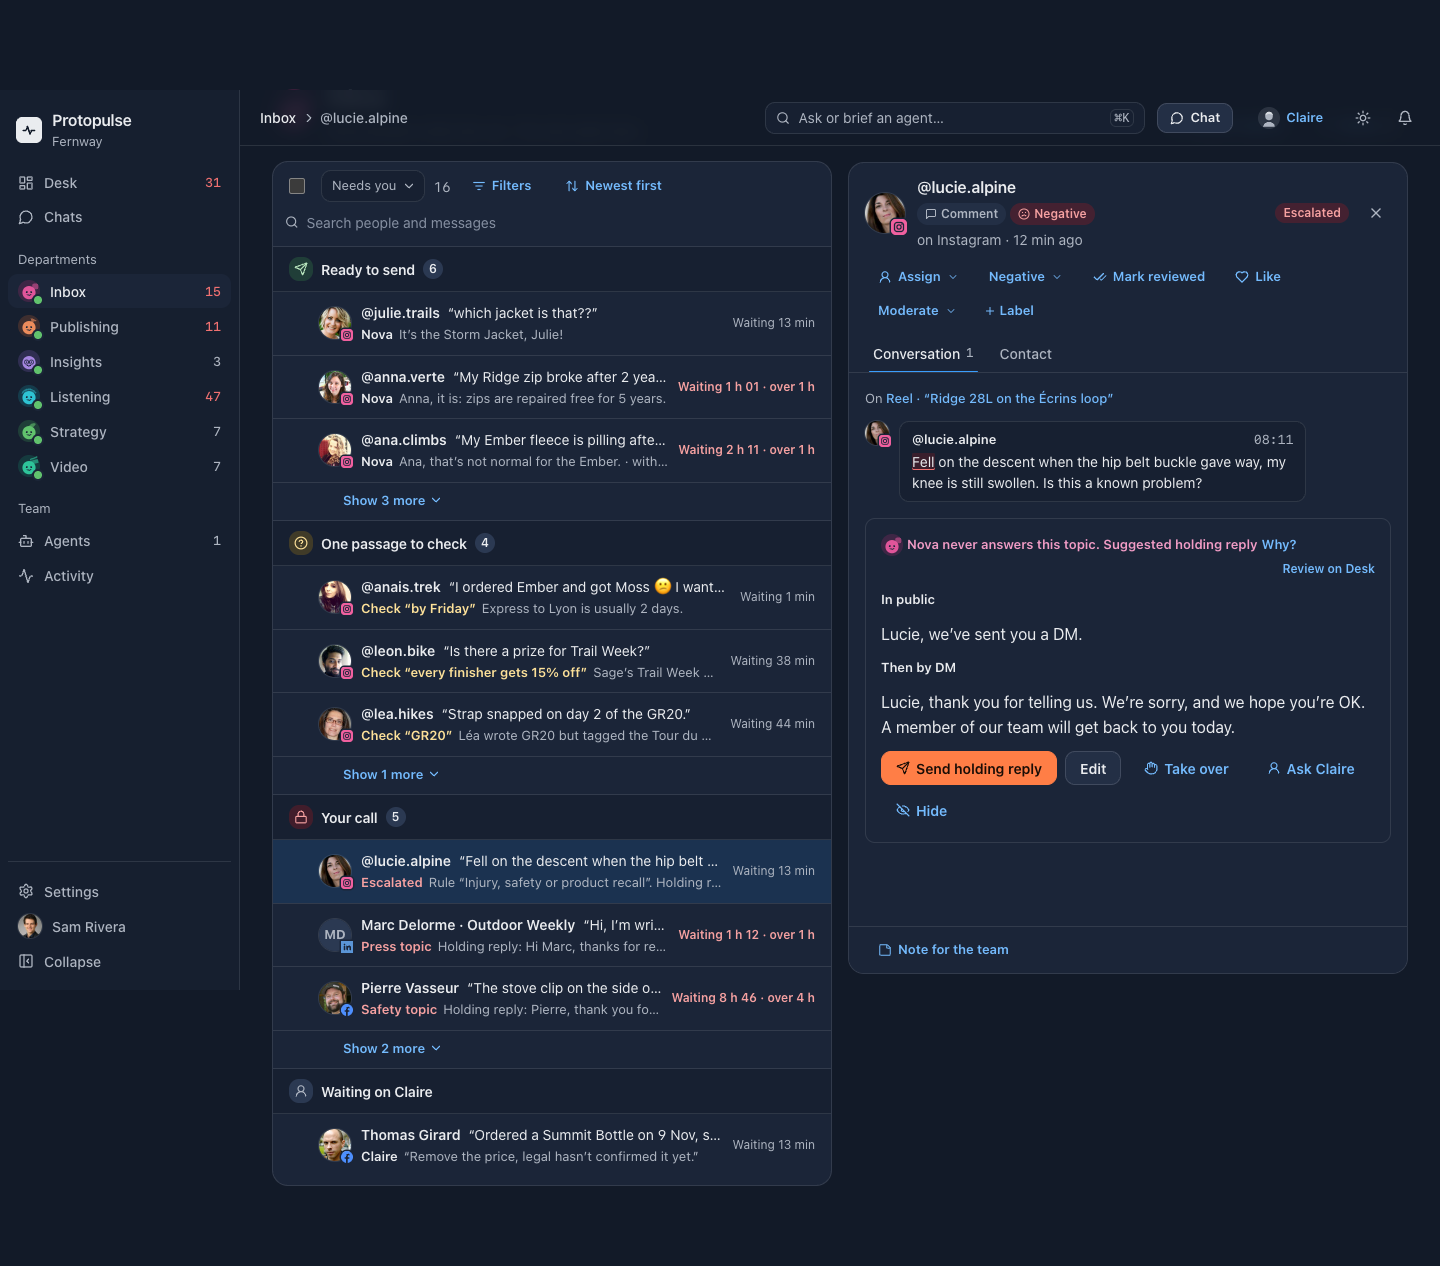 Protopulse
Fernway
Desk 31
Chats
Departments
Inbox 15
Publishing 11
Insights 3
Listening 47
Strategy 7
Video 7
Team
Agents 1
Activity
Settings
Sam Rivera
Collapse
Inbox > @lucie.alpine
Ask or brief an agent… ⌘K
Chat
Claire
Needs you 16 Filters Newest first
Search people and messages
Ready to send 6
@julie.trails “which jacket is that??”
Nova It’s the Storm Jacket, Julie!
Waiting 13 min
@anna.verte “My Ridge zip broke after 2 yea…
Nova Anna, it is: zips are repaired free for 5 years.
Waiting 1 h 01 · over 1 h
@ana.climbs “My Ember fleece is pilling afte…
Nova Ana, that’s not normal for the Ember. · with…
Waiting 2 h 11 · over 1 h
Show 3 more
One passage to check 4
@anais.trek “I ordered Ember and got Moss 😕 I want…
Check “by Friday” Express to Lyon is usually 2 days.
Waiting 1 min
@leon.bike “Is there a prize for Trail Week?”
Check “every finisher gets 15% off” Sage’s Trail Week …
Waiting 38 min
@lea.hikes “Strap snapped on day 2 of the GR20.”
Check “GR20” Léa wrote GR20 but tagged the Tour du …
Waiting 44 min
Show 1 more
Your call 5
@lucie.alpine “Fell on the descent when the hip belt …
Escalated Rule “Injury, safety or product recall”. Holding r…
Waiting 13 min
MD
Marc Delorme · Outdoor Weekly “Hi, I’m wri…
Press topic Holding reply: Hi Marc, thanks for re…
Waiting 1 h 12 · over 1 h
Pierre Vasseur “The stove clip on the side o…
Safety topic Holding reply: Pierre, thank you fo…
Waiting 8 h 46 · over 4 h
Show 2 more
Waiting on Claire
Thomas Girard “Ordered a Summit Bottle on 9 Nov, s…
Claire “Remove the price, legal hasn’t confirmed it yet.”
Waiting 13 min
@lucie.alpine
Comment Negative
Escalated
on Instagram · 12 min ago
Assign Negative Mark reviewed Like
Moderate + Label
Conversation 1 Contact
On Reel · “Ridge 28L on the Écrins loop”
@lucie.alpine 08:11
Fell on the descent when the hip belt buckle gave way, my
knee is still swollen. Is this a known problem?
Nova never answers this topic. Suggested holding reply Why?
Review on Desk
In public
Lucie, we’ve sent you a DM.
Then by DM
Lucie, thank you for telling us. We’re sorry, and we hope you’re OK.
A member of our team will get back to you today.
Send holding reply Edit Take over Ask Claire
Hide
Note for the team